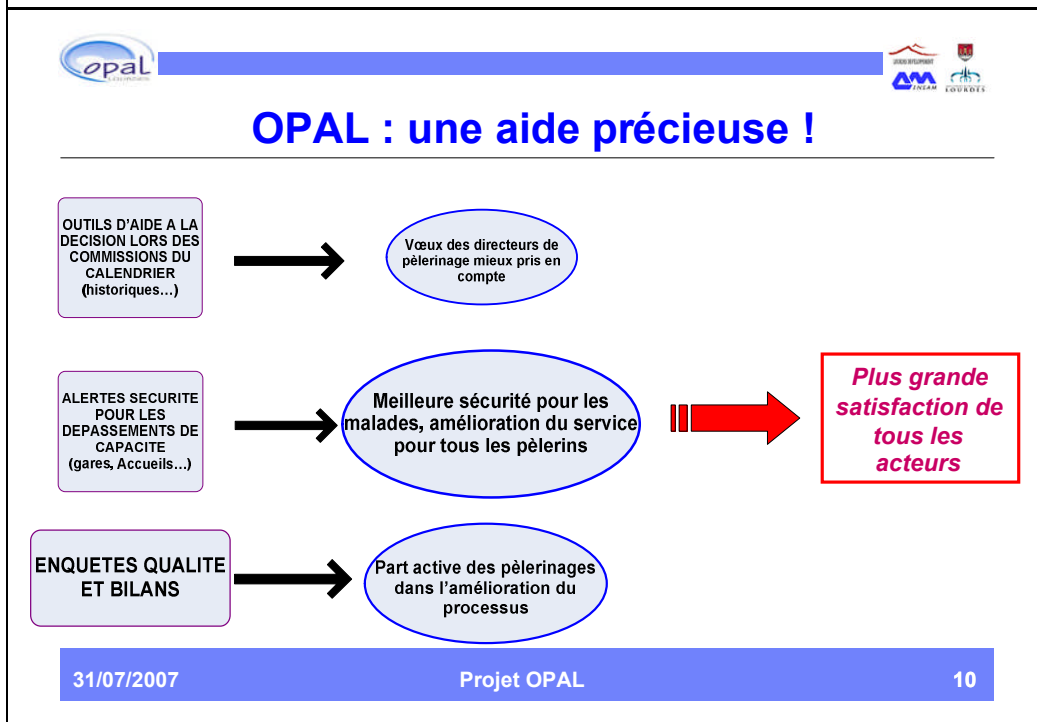 opal
LOURDES
INSAM
LOURDES
OPAL : une aide précieuse !
OUTILS D'AIDE A LA
DECISION LORS DES
COMMISSIONS DU
CALENDRIER
(historiques…)
Vœux des directeurs de
pèlerinage mieux pris en
compte
ALERTES SECURITE
POUR LES
DEPASSEMENTS DE
CAPACITE
(gares, Accueils…)
Meilleure sécurité pour les
malades, amélioration du service
pour tous les pèlerins
Plus grande
satisfaction de
tous les
acteurs
ENQUETES QUALITE
ET BILANS
Part active des pèlerinages
dans l'amélioration du
processus
31/07/2007 Projet OPAL 10